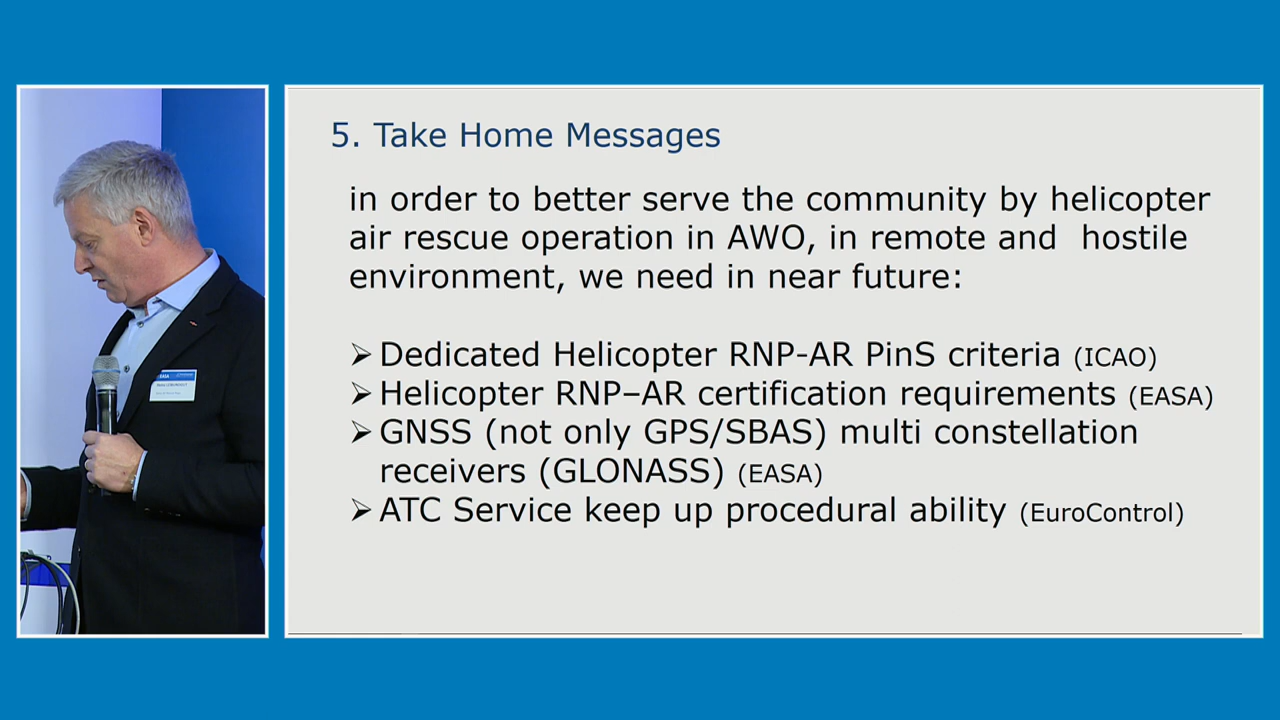 5. Take Home Messages
in order to better serve the community by helicopter
air rescue operation in AWO, in remote and hostile
environment, we need in near future:
➢ Dedicated Helicopter RNP-AR PinS criteria (ICAO)
➢ Helicopter RNP–AR certification requirements (EASA)
➢ GNSS (not only GPS/SBAS) multi constellation
receivers (GLONASS) (EASA)
➢ ATC Service keep up procedural ability (EuroControl)
EASA